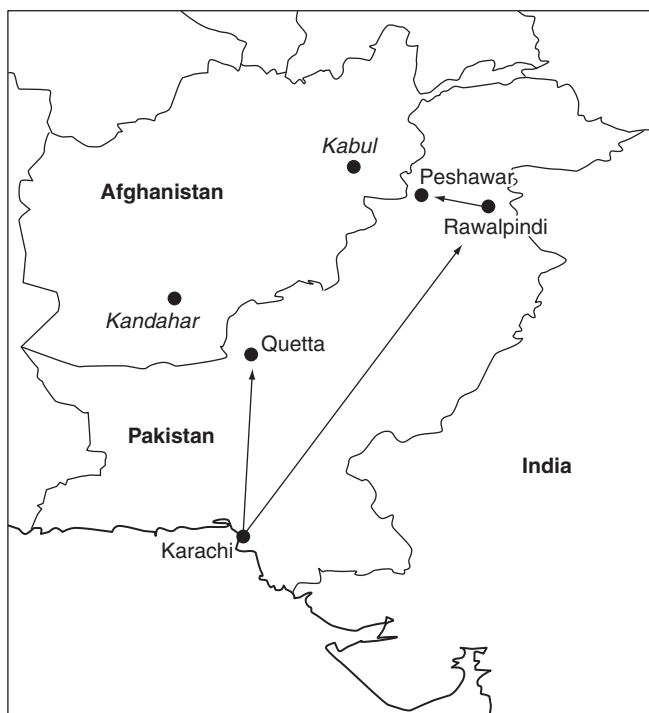 Kabul
Peshawar
Afghanistan
Rawalpindi
Kandahar
Quetta
Pakistan
India
Karachi